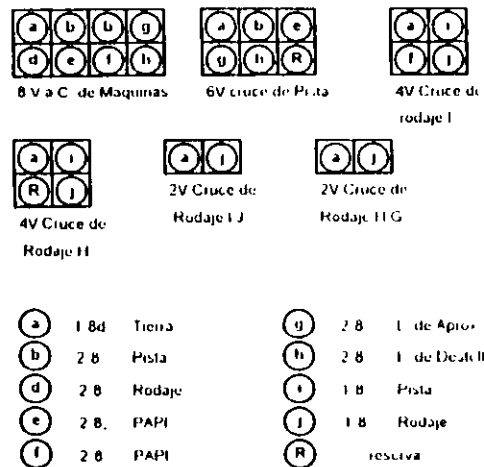 a b b g
d e f h
8 V a C. de Maquinas
a b e
g h R
6V cruce de Pista
a i
f j
4V Cruce de
rodaje I
a i
R j
4V Cruce de
Rodaje H
a j
2V Cruce de
Rodaje I J
a j
2V Cruce de
Rodaje H G
a 1 8d Tierra
b 2 8 Pista
d 2 8 Rodaje
e 2 8. PAPI
f 2 8 PAPI
g 2 8 L de Aprox
h 2 8 de
i 1 8 Pista
j 1 8 Rodaje
R reserva